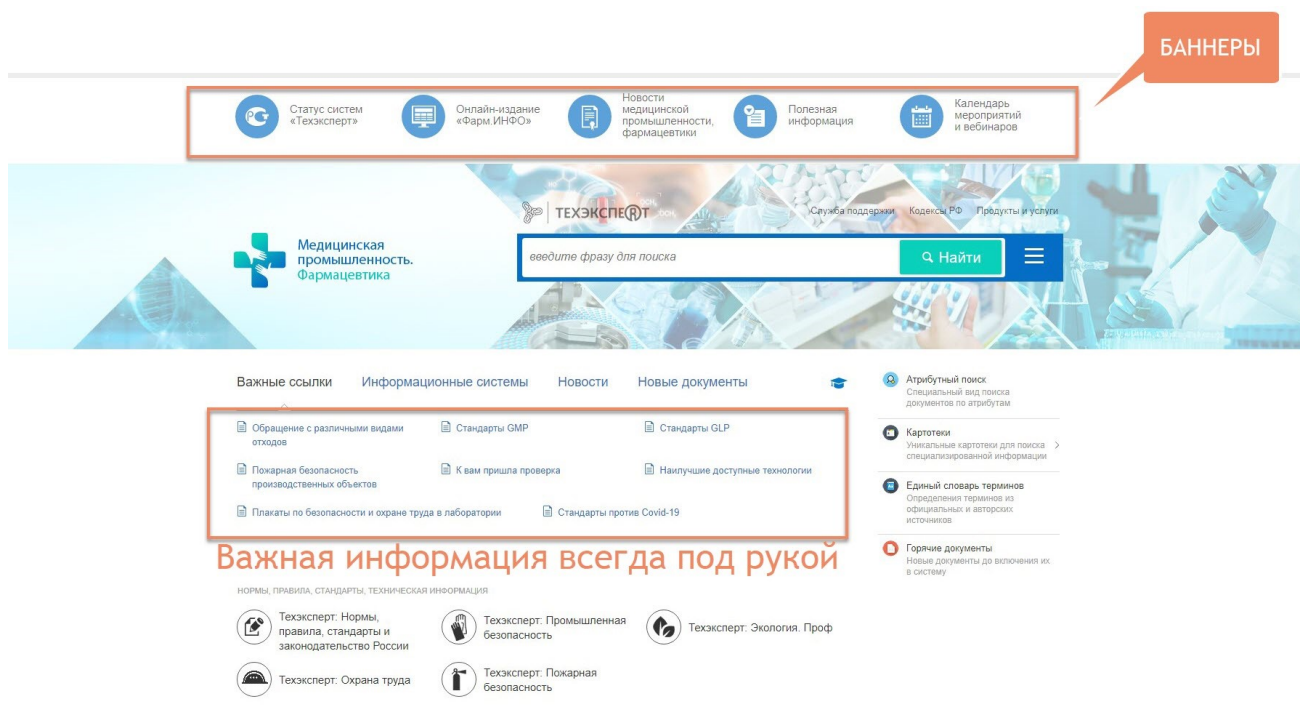 БАННЕРЫ
Статус систем
«Техэксперт»
Онлайн-издание
«Фарм.ИНФО»
Новости
медицинской
промышленности,
фармацевтики
Полезная
информация
Календарь
мероприятий
и вебинаров
ТЕХЭКСПЕRТ
Служба поддержки Кодексы РФ Продукты и услуги
Медицинская
промышленность.
Фармацевтика
введите фразу для поиска
Найти
Важные ссылки Информационные системы Новости Новые документы
Обращение с различными видами
отходов
Стандарты GMP
Стандарты GLP
Пожарная безопасность
производственных объектов
К вам пришла проверка
Наилучшие доступные технологии
Плакаты по безопасности и охране труда в лаборатории
Стандарты против Covid-19
Важная информация всегда под рукой
Атрибутный поиск
Специальный вид поиска
документов по атрибутам
Картотеки
Уникальные картотеки для поиска
специализированной информации
Единый словарь терминов
Определения терминов из
официальных и авторских
источников
Горячие документы
Новые документы до включения их
в систему
НОРМЫ, ПРАВИЛА, СТАНДАРТЫ, ТЕХНИЧЕСКАЯ ИНФОРМАЦИЯ
Техэксперт: Нормы,
правила, стандарты и
законодательство России
Техэксперт: Промышленная
безопасность
Техэксперт: Экология. Проф
Техэксперт: Охрана труда
Техэксперт: Пожарная
безопасность